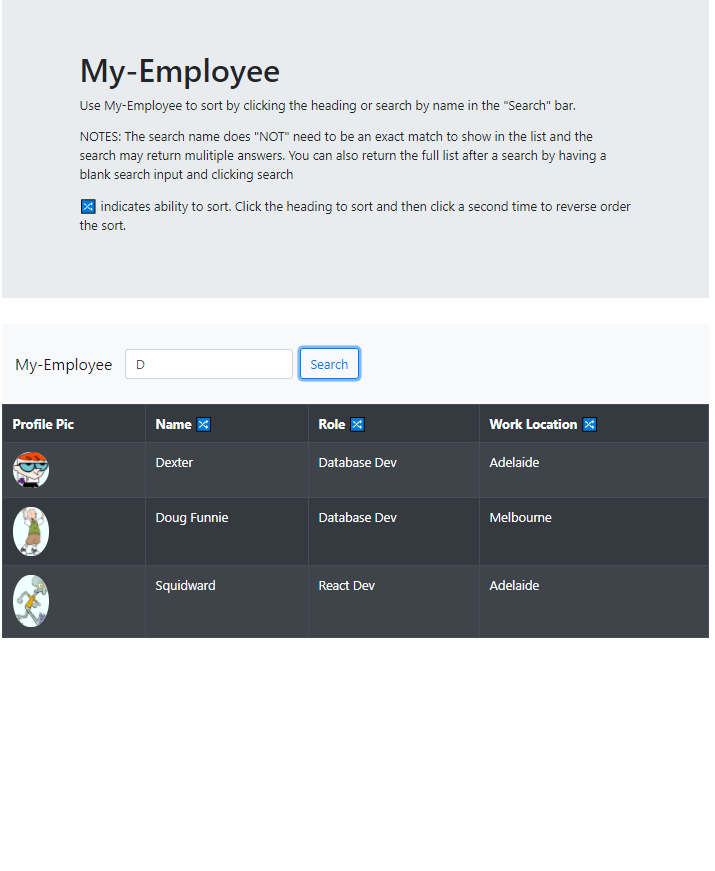 My-Employee
Use My-Employee to sort by clicking the heading or search by name in the "Search" bar.
NOTES: The search name does "NOT" need to be an exact match to show in the list and the
search may return mulitiple answers. You can also return the full list after a search by having a
blank search input and clicking search
🔀 indicates ability to sort. Click the heading to sort and then click a second time to reverse order
the sort.
My-Employee D Search
Profile Pic Name 🔀 Role 🔀 Work Location 🔀
Dexter Database Dev Adelaide
Doug Funnie Database Dev Melbourne
Squidward React Dev Adelaide